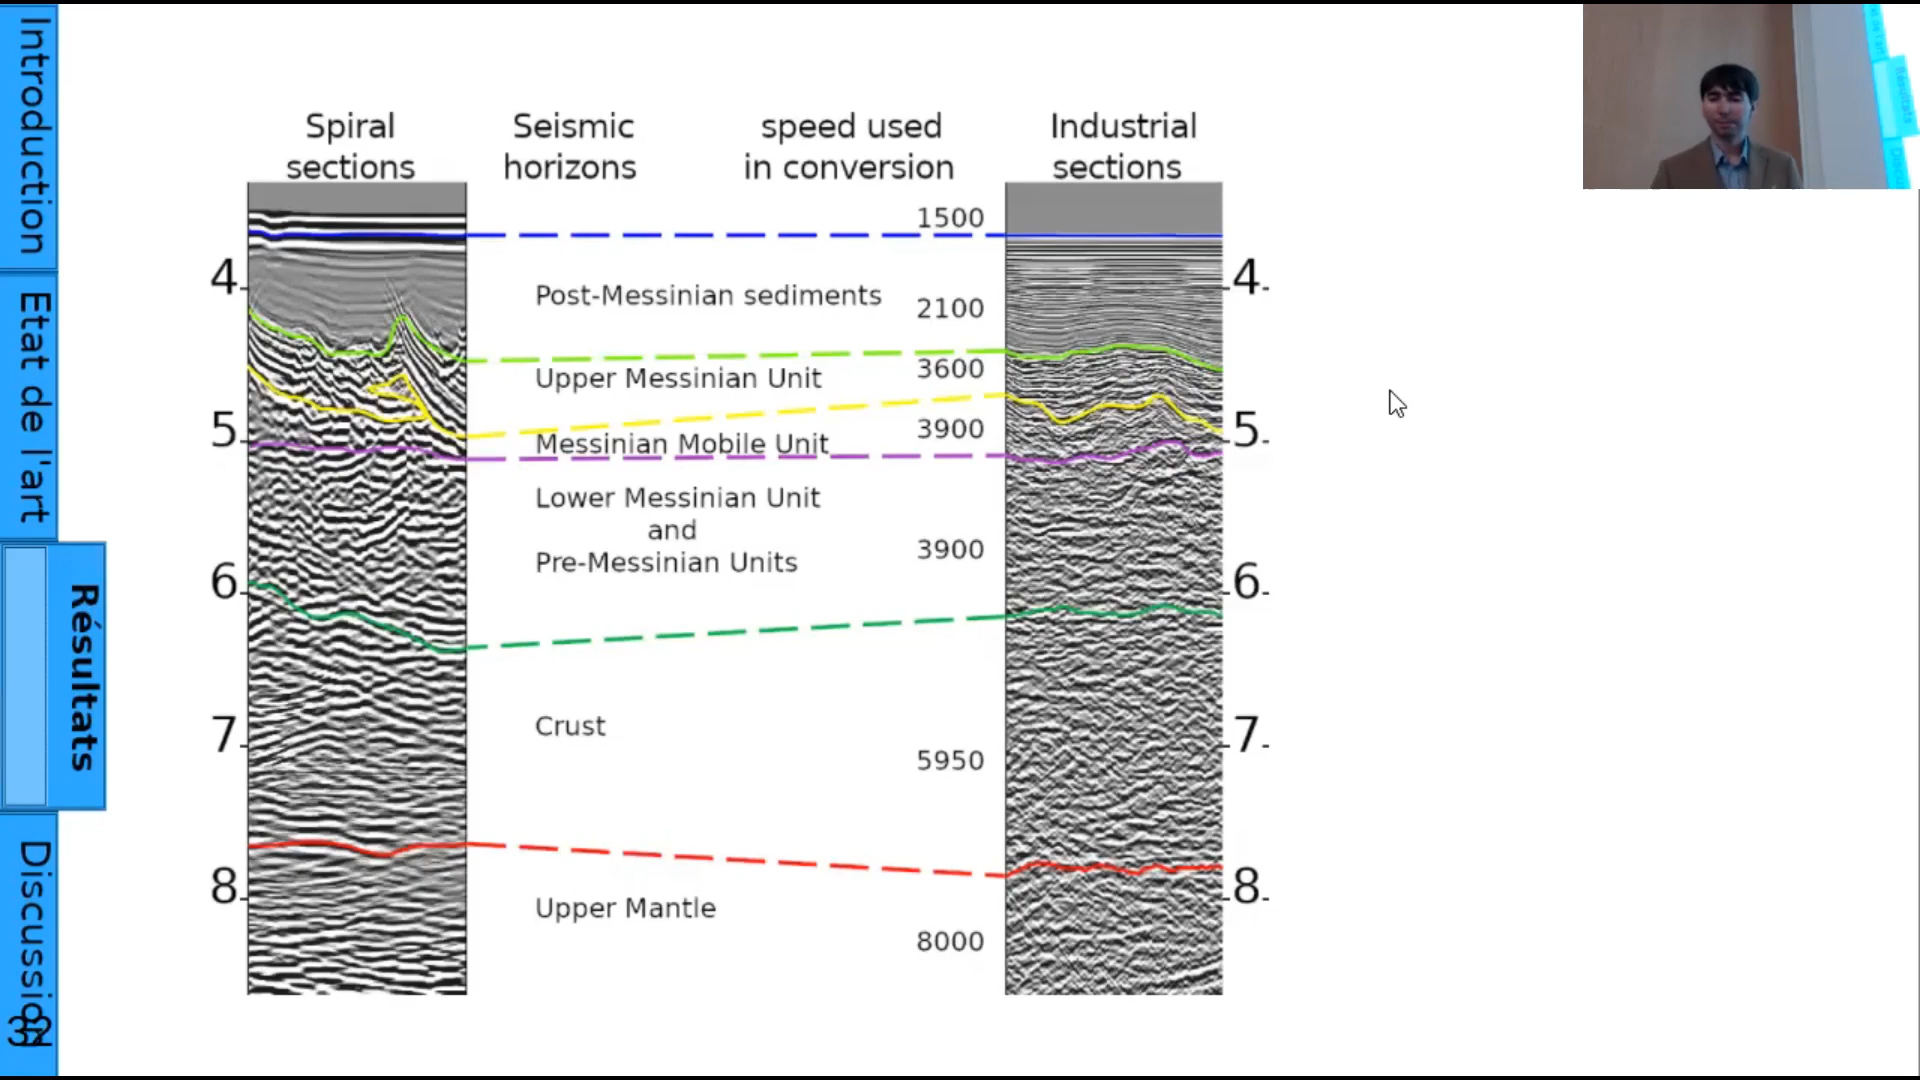 Introduction
Etat de l'art
Résultats
Discussion
32
Spiral
sections
Seismic
horizons
speed used
in conversion
Industrial
sections
1500
4
Post-Messinian sediments
2100
4
Upper Messinian Unit
3600
5
Messinian Mobile Unit
3900
5
Lower Messinian Unit
and
Pre-Messinian Units
3900
6
6
Crust
5950
7
7
8
Upper Mantle
8000
8